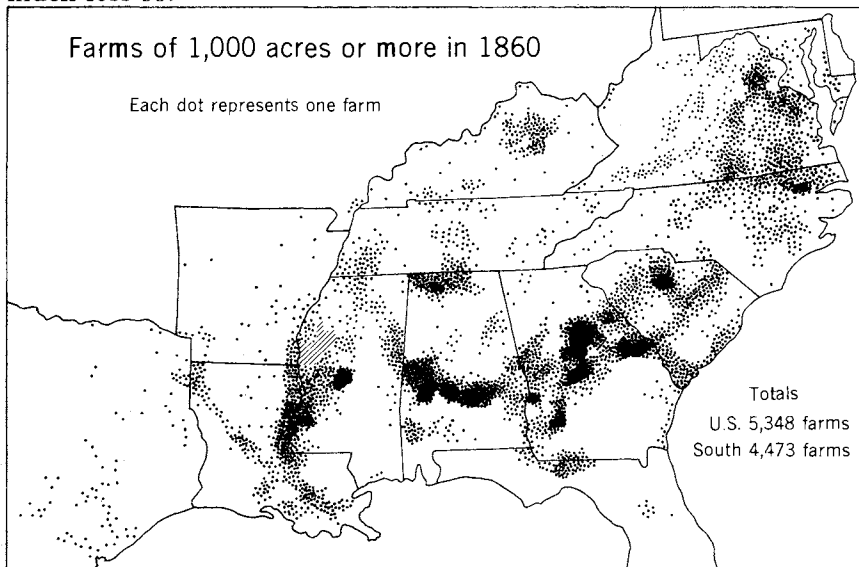 Farms of 1,000 acres or more in 1860
Each dot represents one farm
Totals
U.S. 5,348 farms
South 4,473 farms